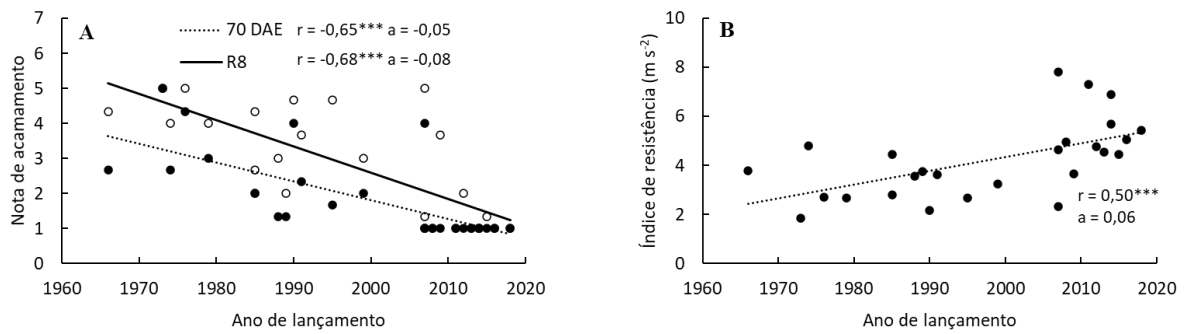 A
70 DAE r = -0,65*** a = -0,05
R8 r = -0,68*** a = -0,08
Nota de acamamento
7
6
5
4
3
2
1
0
1960 1970 1980 1990 2000 2010 2020
Ano de lançamento
B
Índice de resistência (m s⁻²)
10
8
6
4
2
0
r = 0,50***
a = 0,06
1960 1970 1980 1990 2000 2010 2020
Ano de lançamento